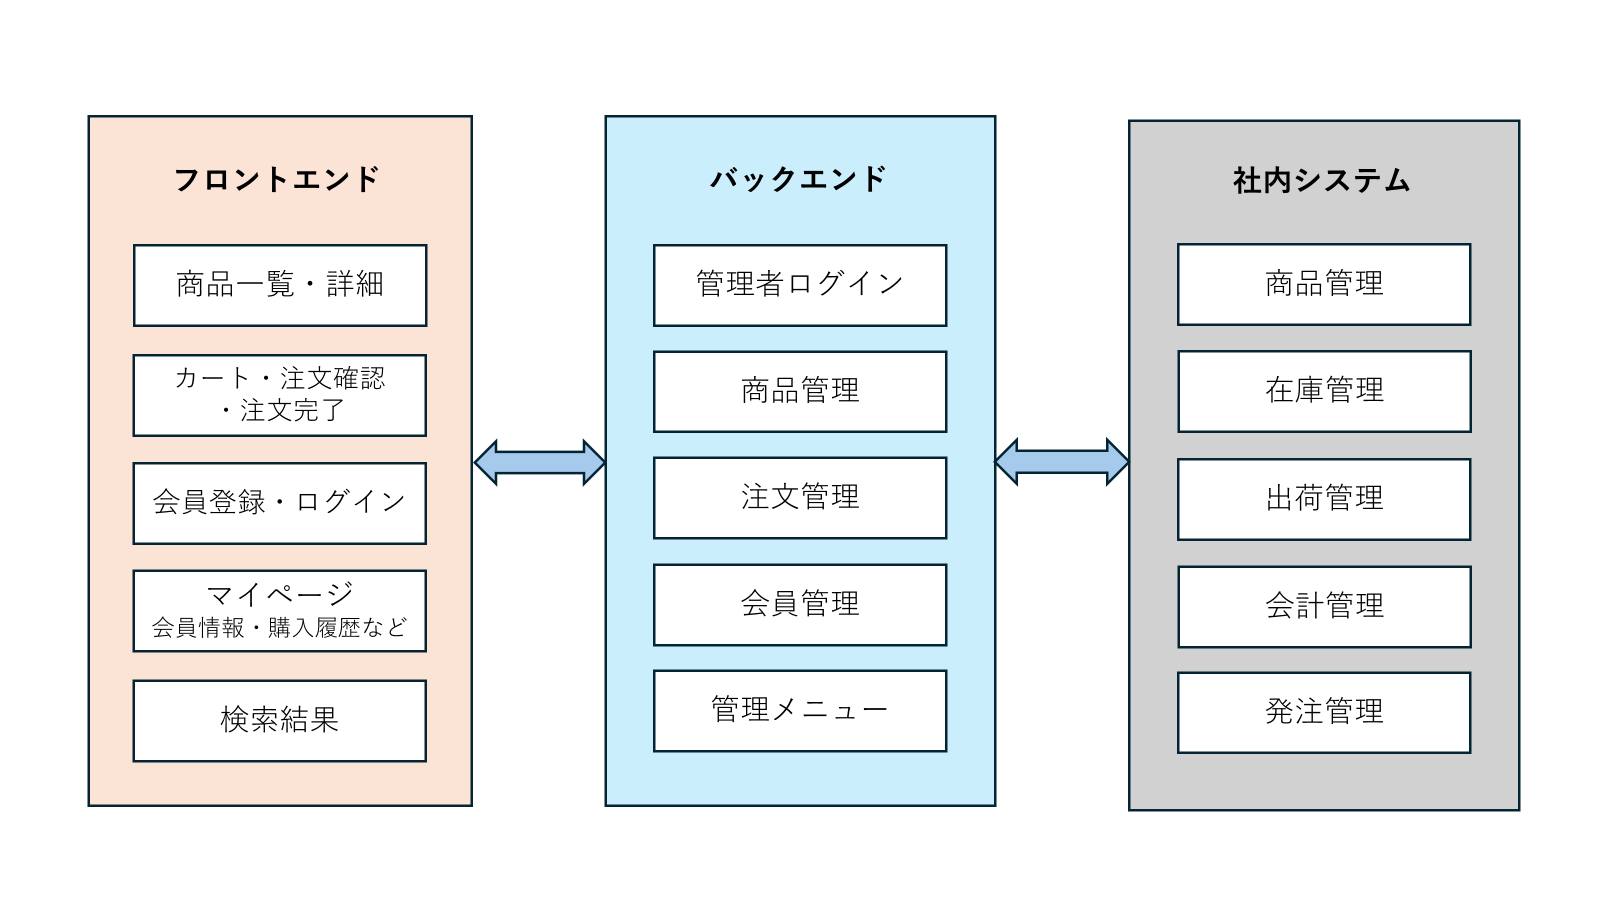 フロントエンド
商品一覧・詳細
カート・注文確認
・注文完了
会員登録・ログイン
マイページ
会員情報・購入履歴など
検索結果
バックエンド
管理者ログイン
商品管理
注文管理
会員管理
管理メニュー
社内システム
商品管理
在庫管理
出荷管理
会計管理
発注管理